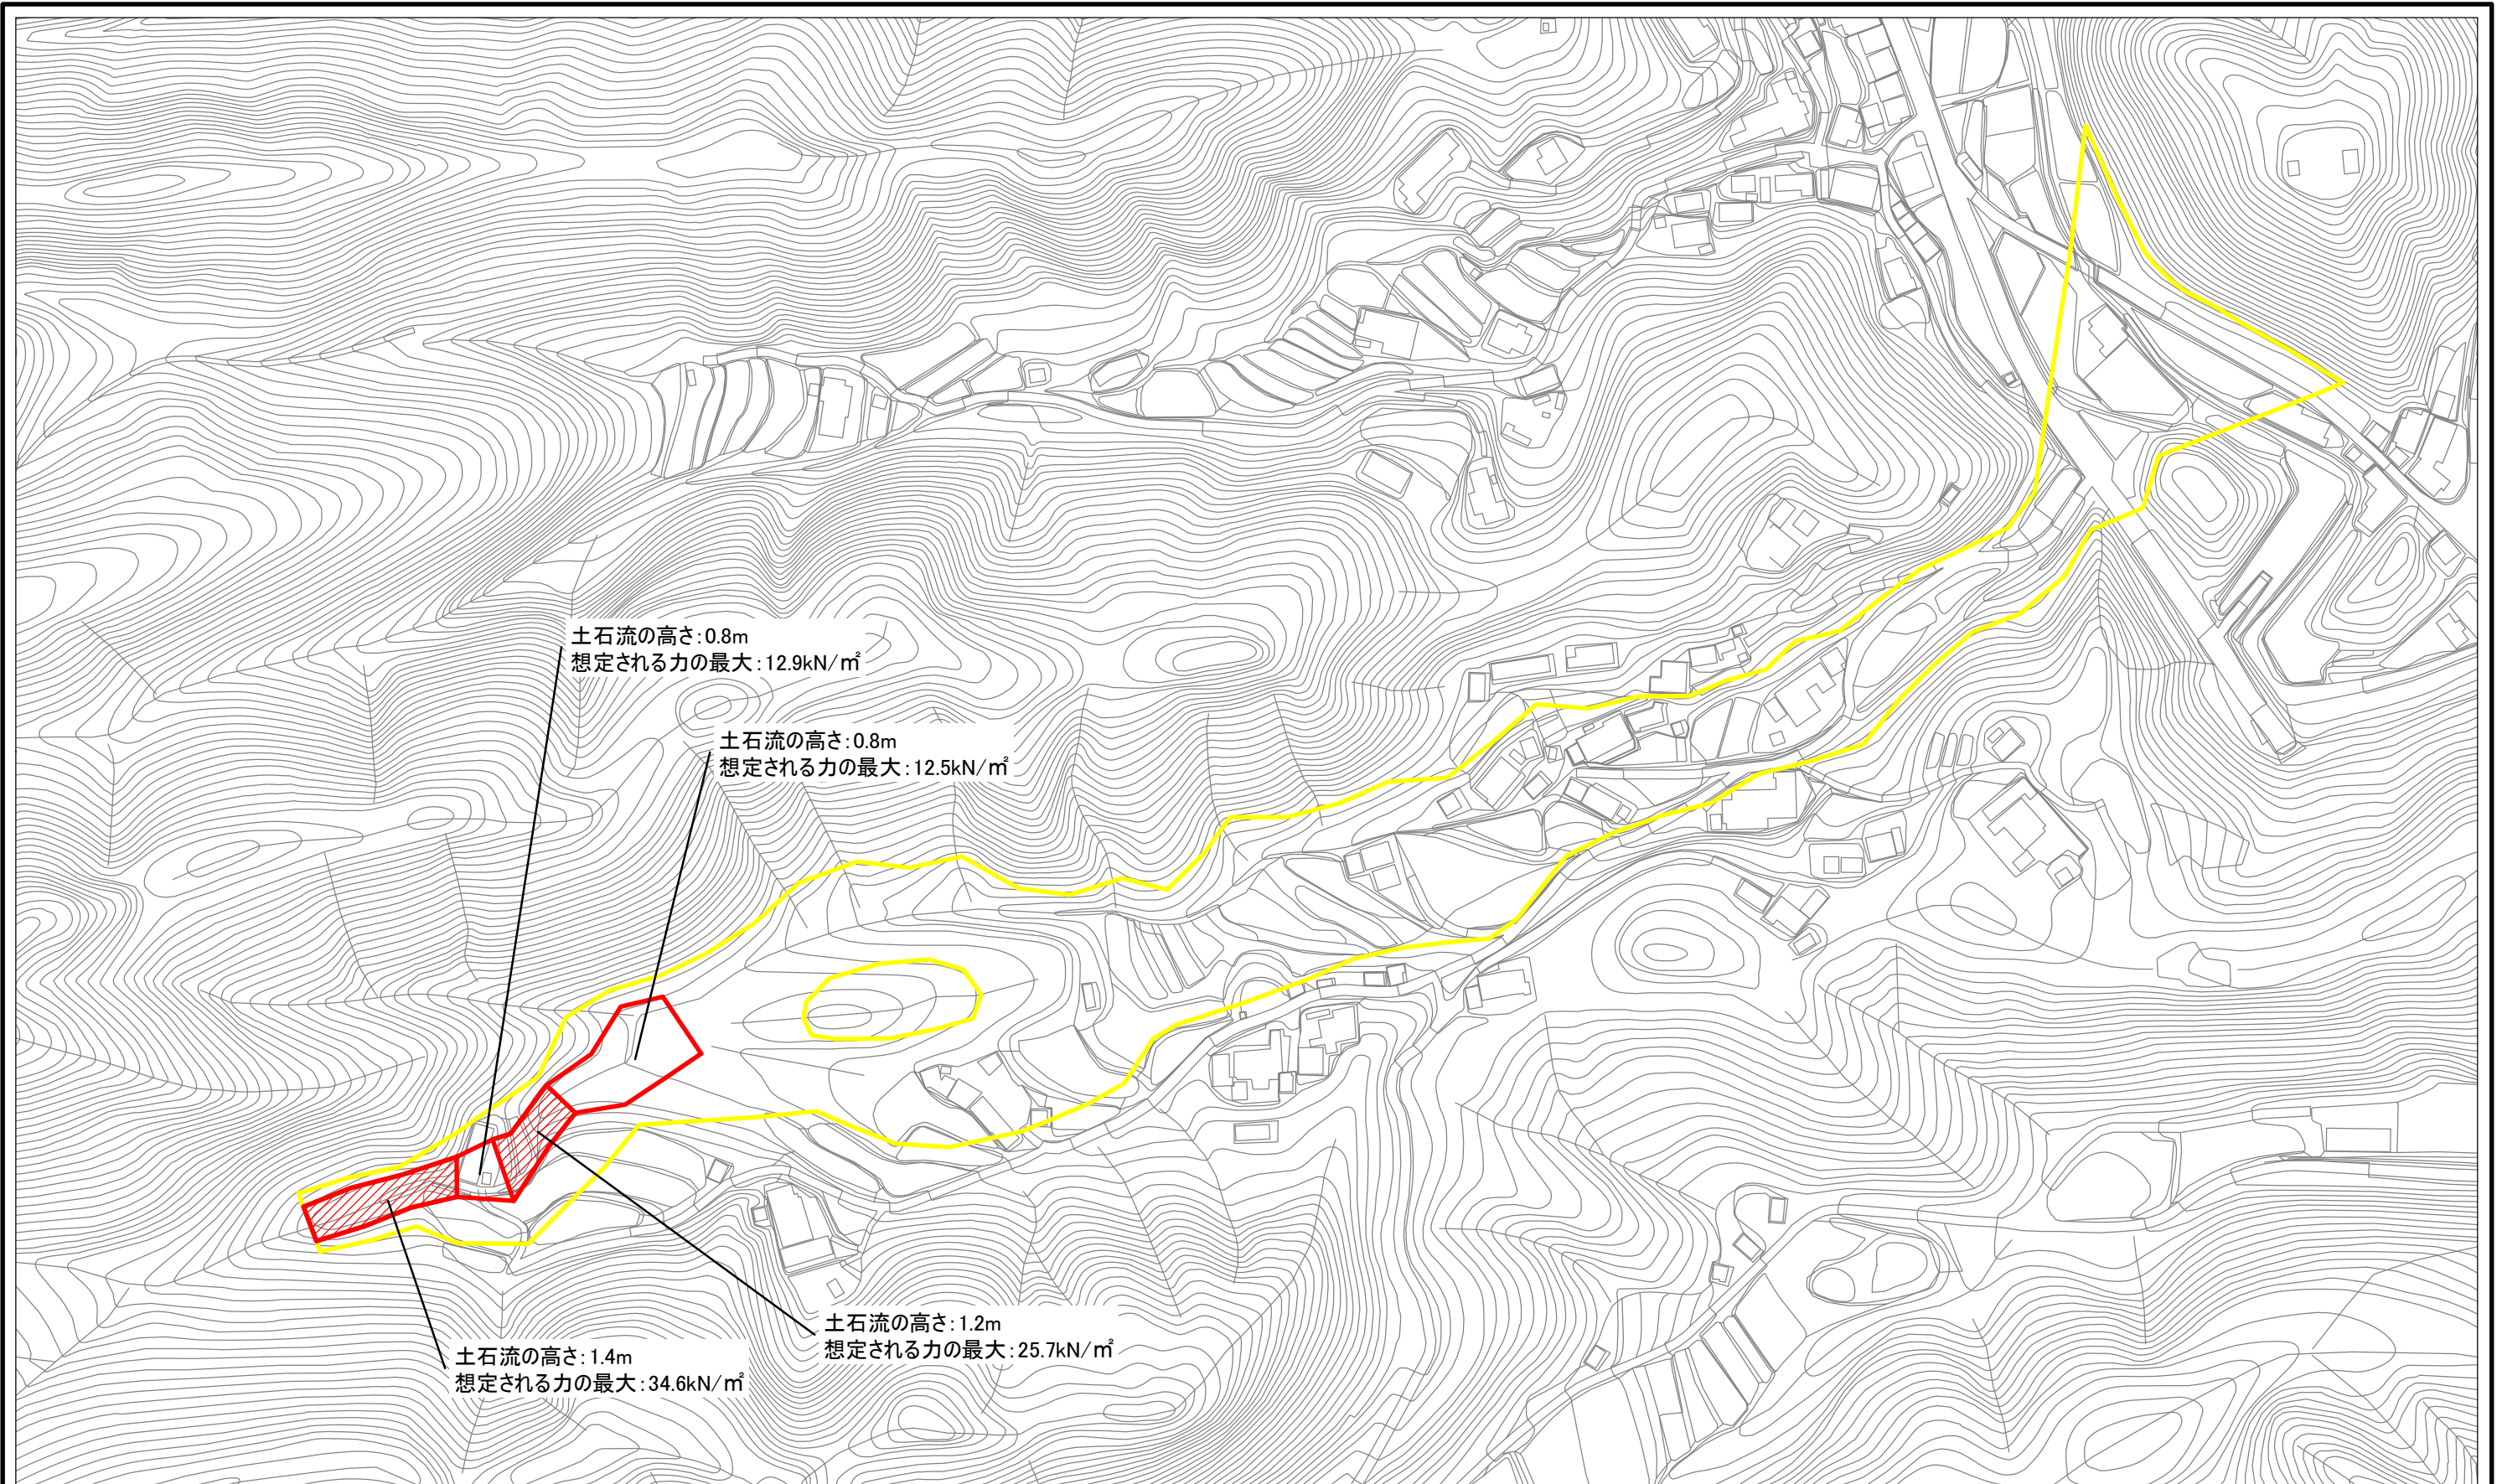 土石流の高さ:0.8m
想定される力の最大:12.9kN/㎡
土石流の高さ:0.8m
想定される力の最大:12.5kN/㎡
土石流の高さ:1.2m
想定される力の最大:25.7kN/㎡
土石流の高さ:1.4m
想定される力の最大:34.6kN/㎡